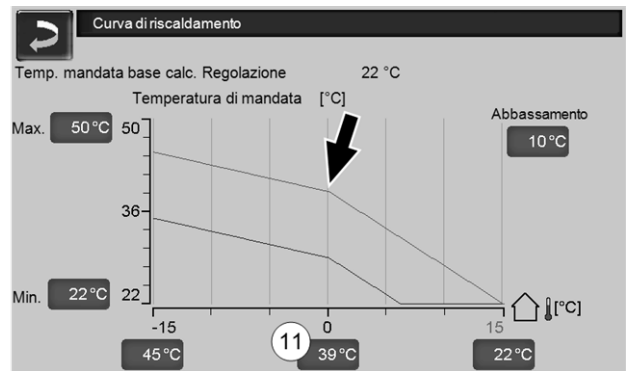 Curva di riscaldamento
Temp. mandata base calc. Regolazione 22 °C
Temperatura di mandata [°C]
Abbassamento
Max. 50°C 50
10°C
36
Min. 22°C 22
[°C]
-15 0 15
45°C 11 39°C 22°C